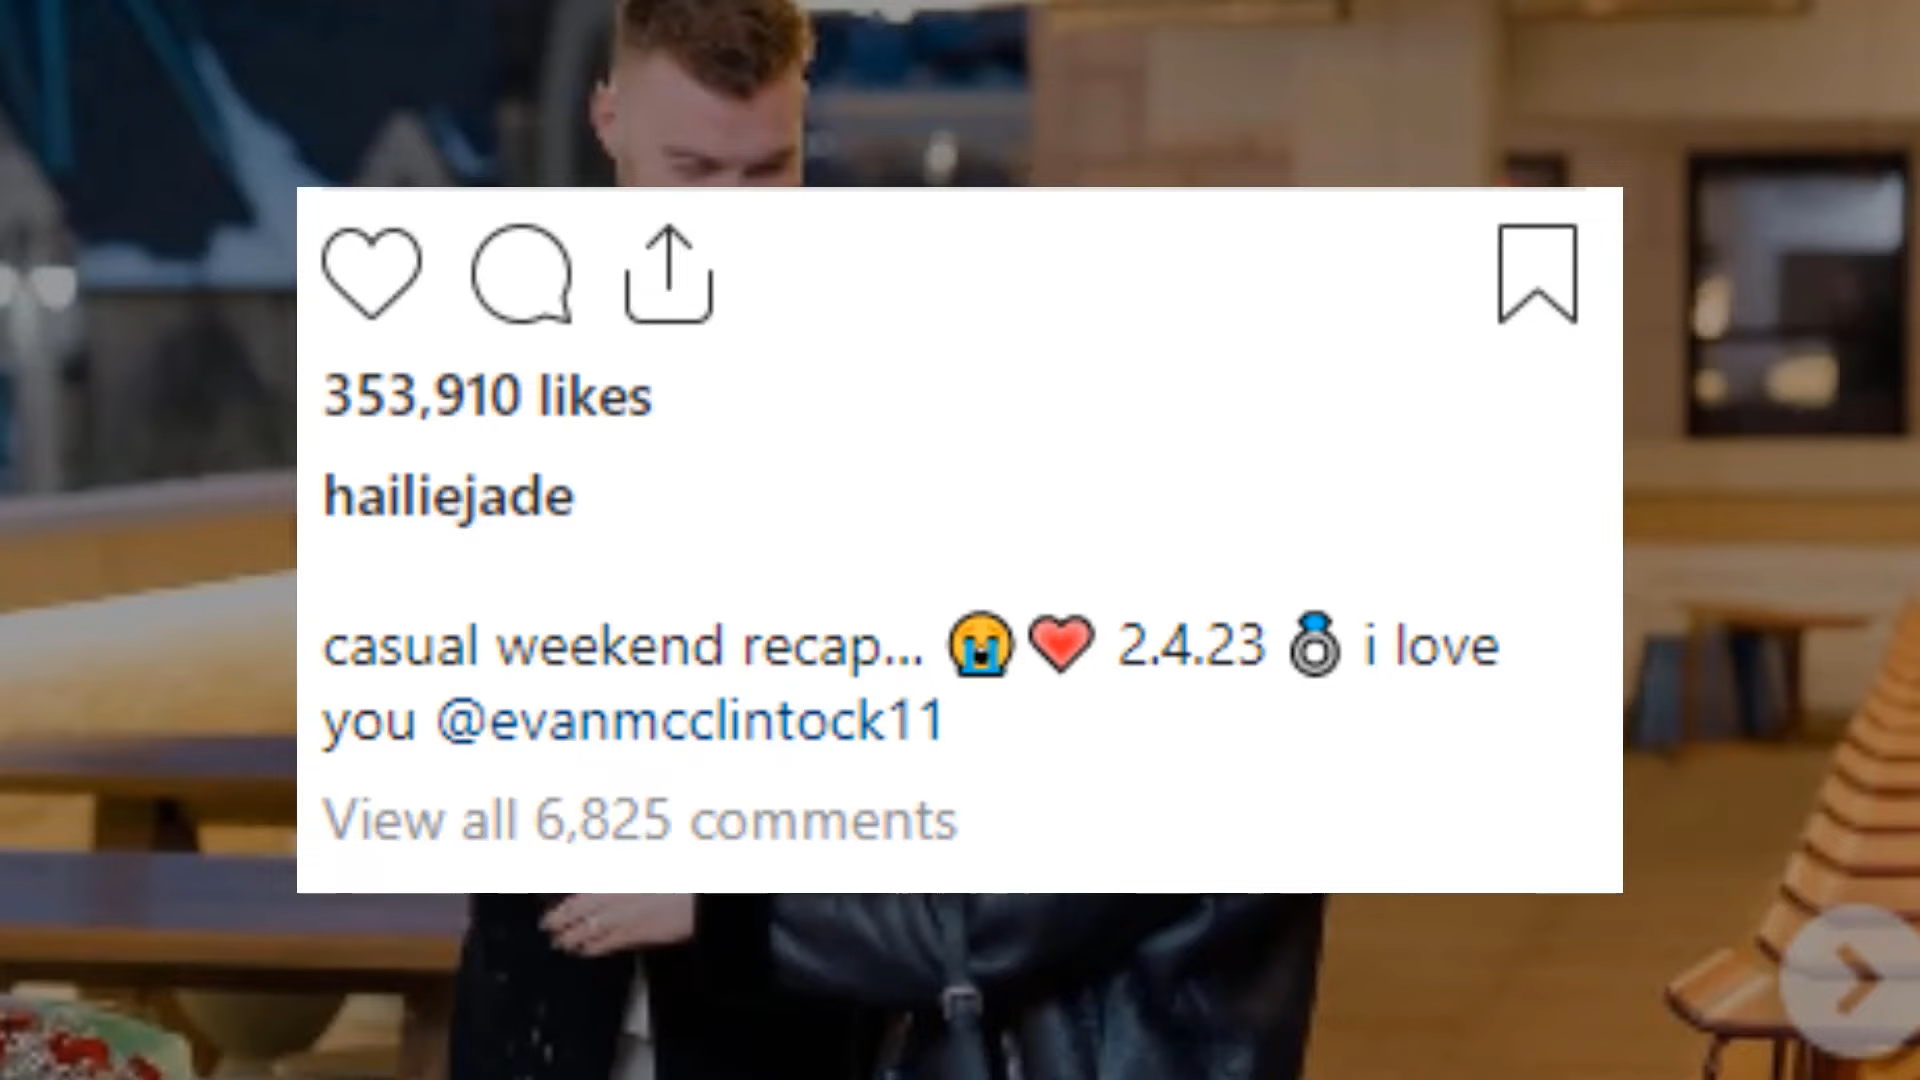 353,910 likes
hailiejade
casual weekend recap... 😭❤️ 2.4.23 💍 i love
you @evanmcclintock11
View all 6,825 comments